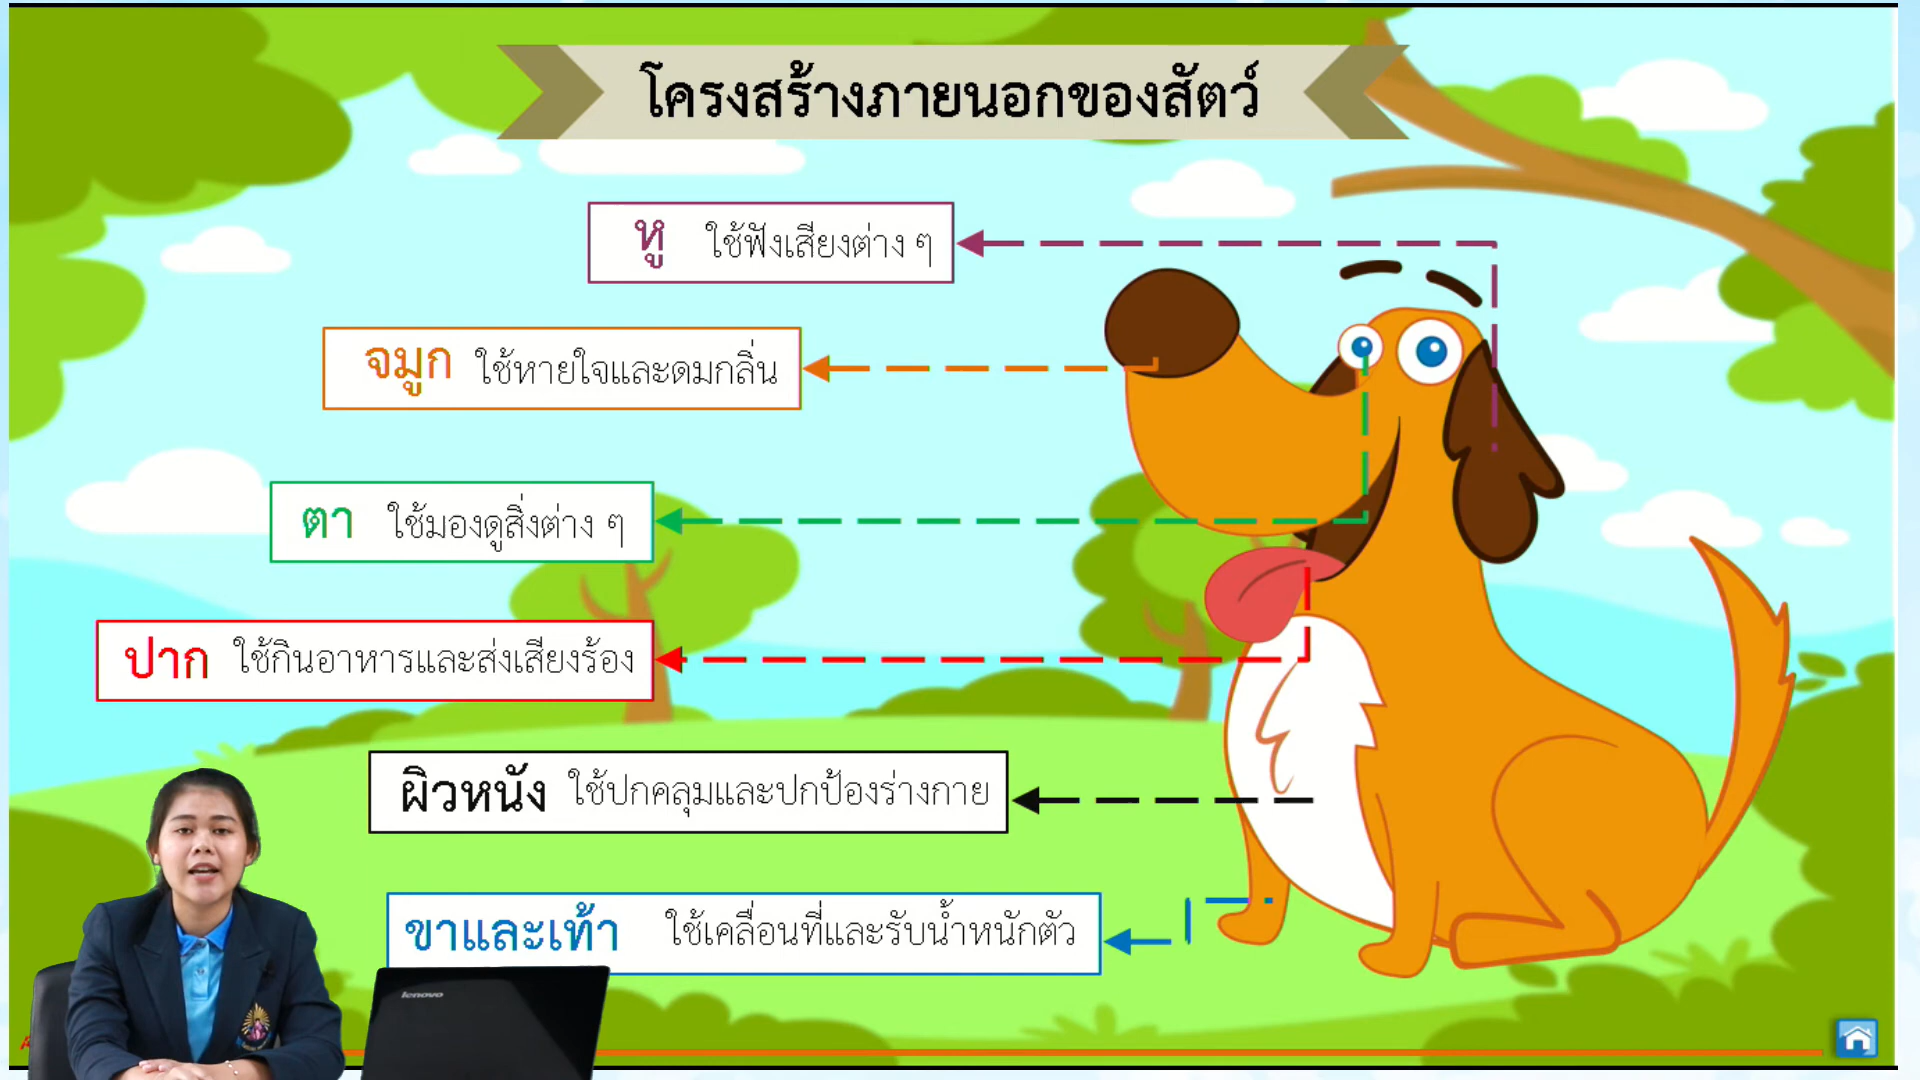 โครงสร้างภายนอกของสัตว์
หู ใช้ฟังเสียงต่าง ๆ
จมูก ใช้หายใจและดมกลิ่น
ตา ใช้มองดูสิ่งต่าง ๆ
ปาก ใช้กินอาหารและส่งเสียงร้อง
ผิวหนัง ใช้ปกคลุมและปกป้องร่างกาย
ขาและเท้า ใช้เคลื่อนที่และรับน้ำหนักตัว
lenovo